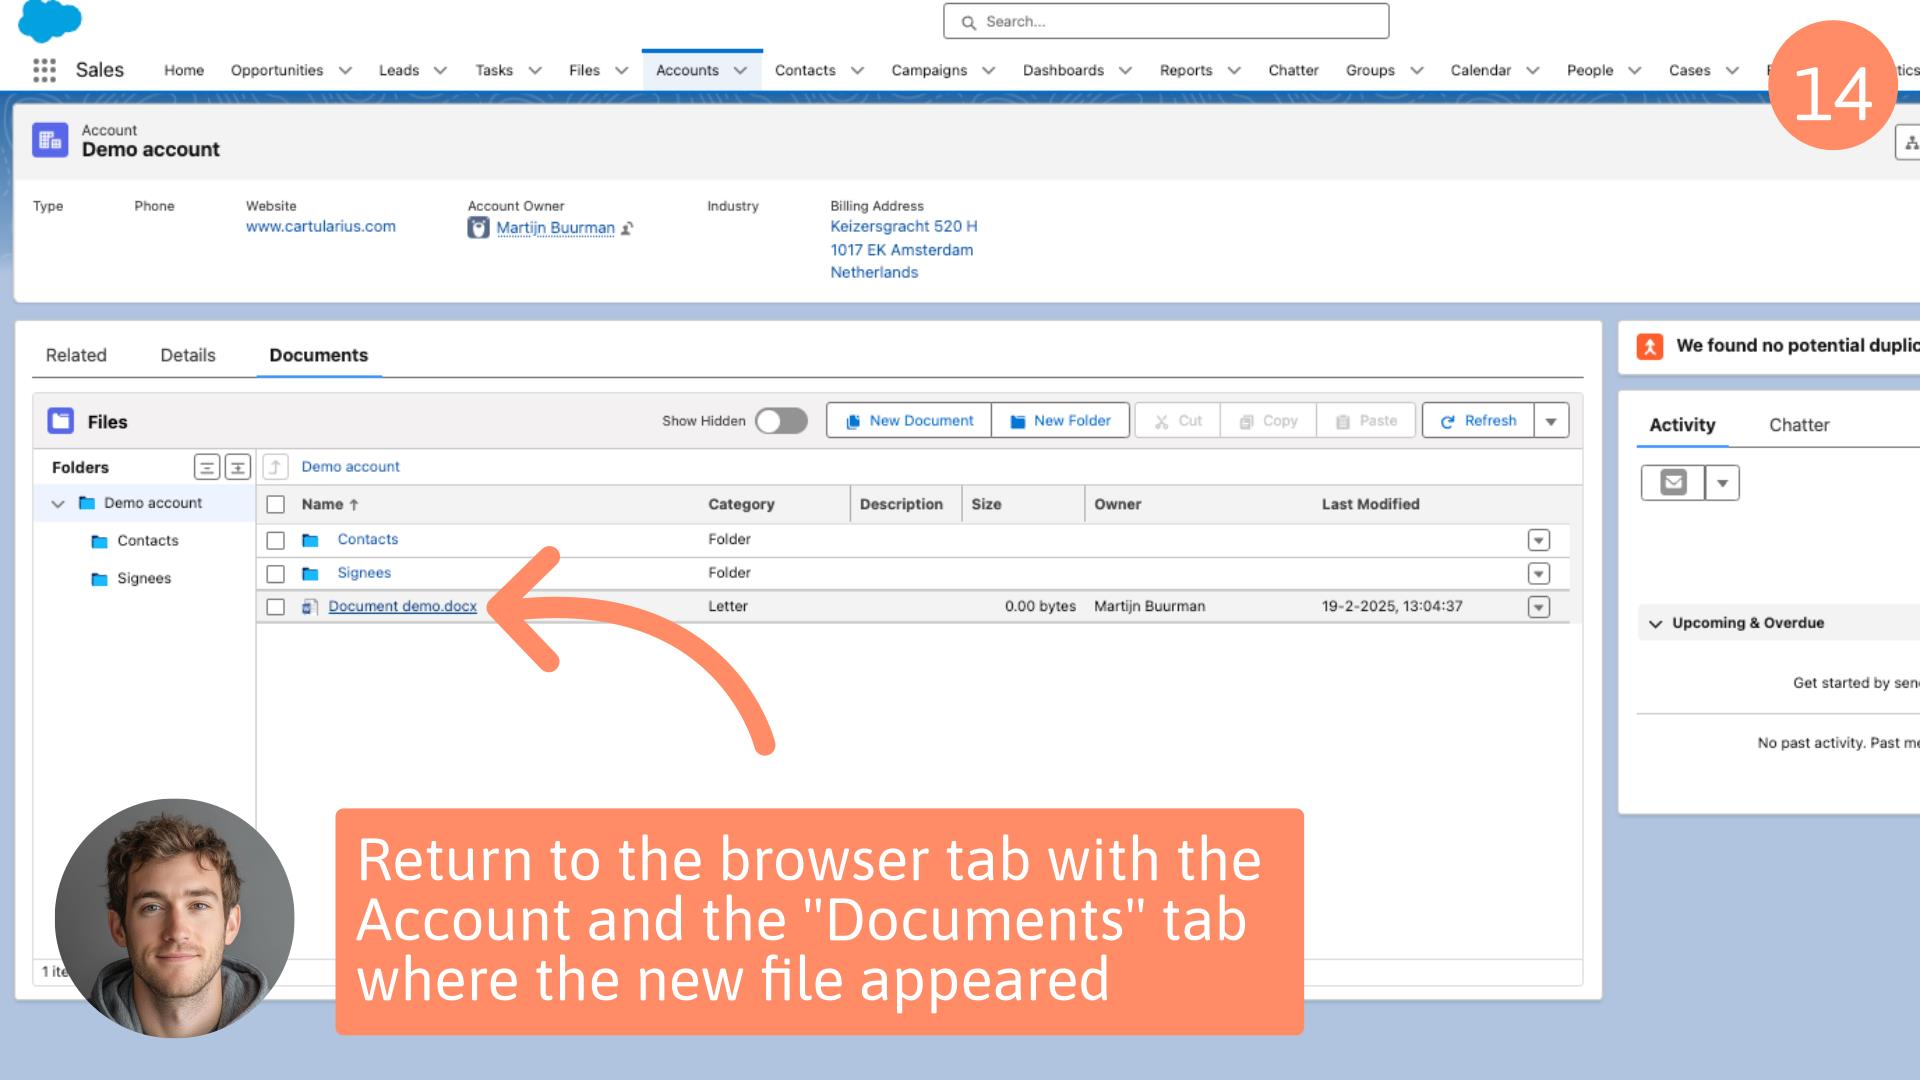 Search...
Sales Home Opportunities Leads Tasks Files Accounts Contacts Campaigns Dashboards Reports Chatter Groups Calendar People Cases
14
Account
Demo account
Type Phone Website Account Owner Industry Billing Address
www.cartularius.com Martijn Buurman Keizersgracht 520 H
1017 EK Amsterdam
Netherlands
Related Details Documents
We found no potential duplic
Files Show Hidden New Document New Folder Cut Copy Paste Refresh
Activity Chatter
Folders Demo account
Demo account
Name ↑ Category Description Size Owner Last Modified
Contacts
Contacts Folder
Signees
Signees Folder
Document demo.docx Letter 0.00 bytes Martijn Buurman 19-2-2025, 13:04:37
Upcoming & Overdue
Get started by sen
No past activity. Past me
Return to the browser tab with the
Account and the "Documents" tab
where the new file appeared
1 ite